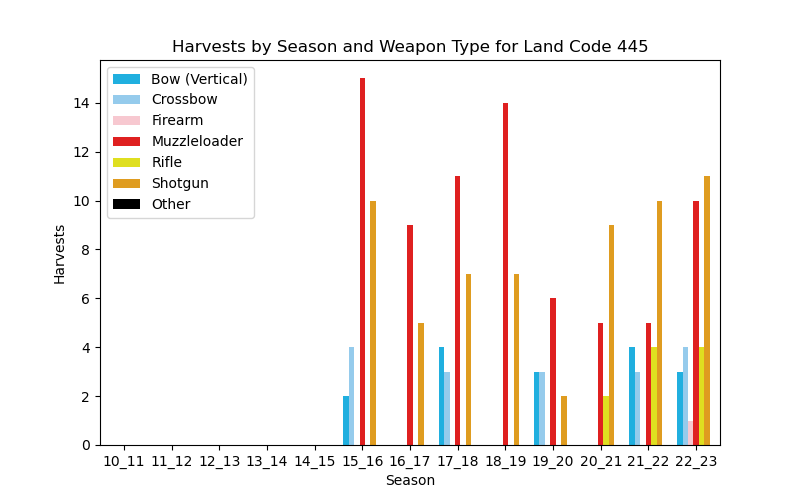 Harvests by Season and Weapon Type for Land Code 445
Bow (Vertical)
Crossbow
Firearm
Muzzleloader
Rifle
Shotgun
Other
Harvests
14
12
10
8
6
4
2
0
10_11 11_12 12_13 13_14 14_15 15_16 16_17 17_18 18_19 19_20 20_21 21_22 22_23
Season